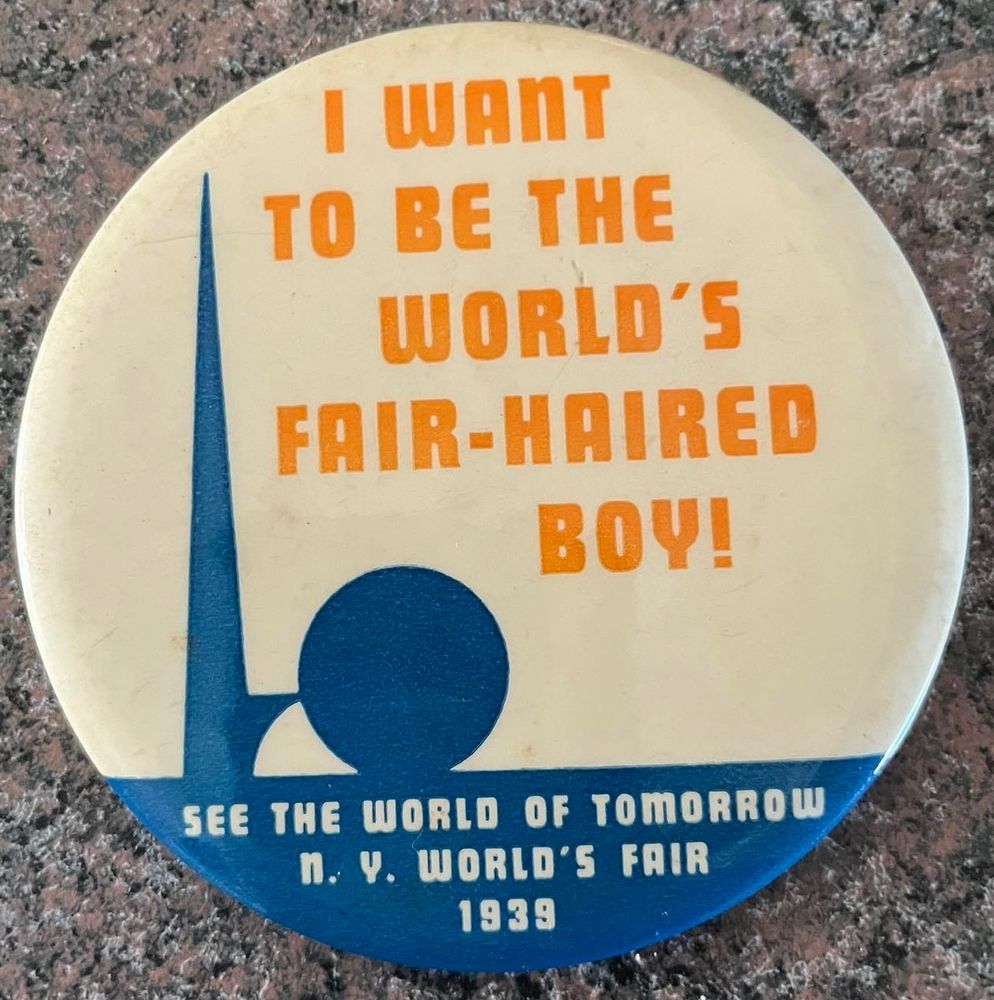 I WANT
TO BE THE
WORLD'S
FAIR-HAIRED
BOY!
SEE THE WORLD OF TOMORROW
N. Y. WORLD'S FAIR
1939